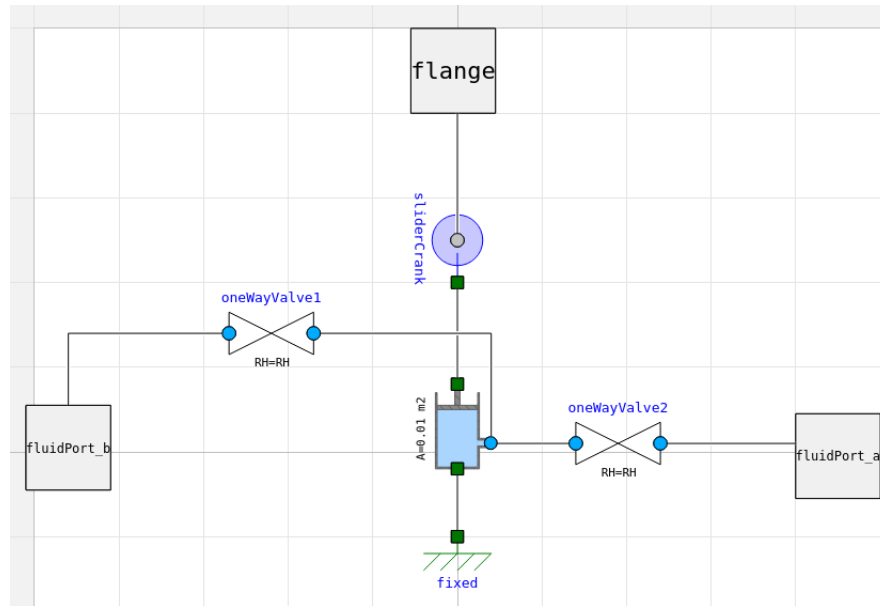 flange
sliderCrank
oneWayValve1
RH=RH
A=0.01 m2
oneWayValve2
fluidPort_b
fluidPort_a
RH=RH
fixed